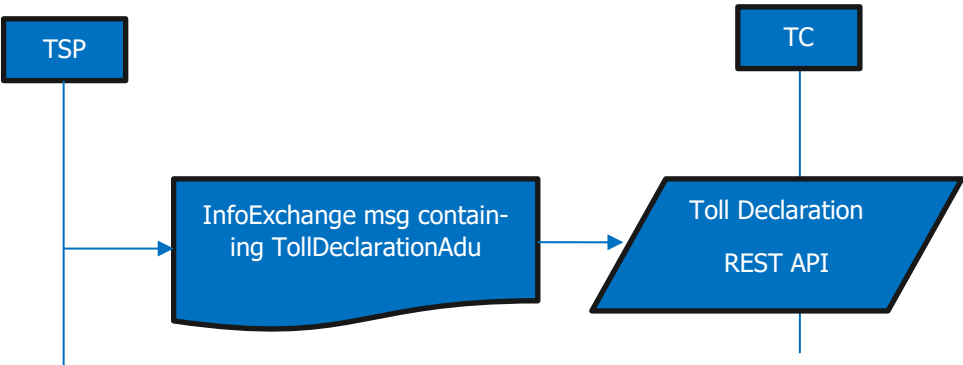 TSP
TC
InfoExchange msg contain-
ing TollDeclarationAdu
Toll Declaration
REST API